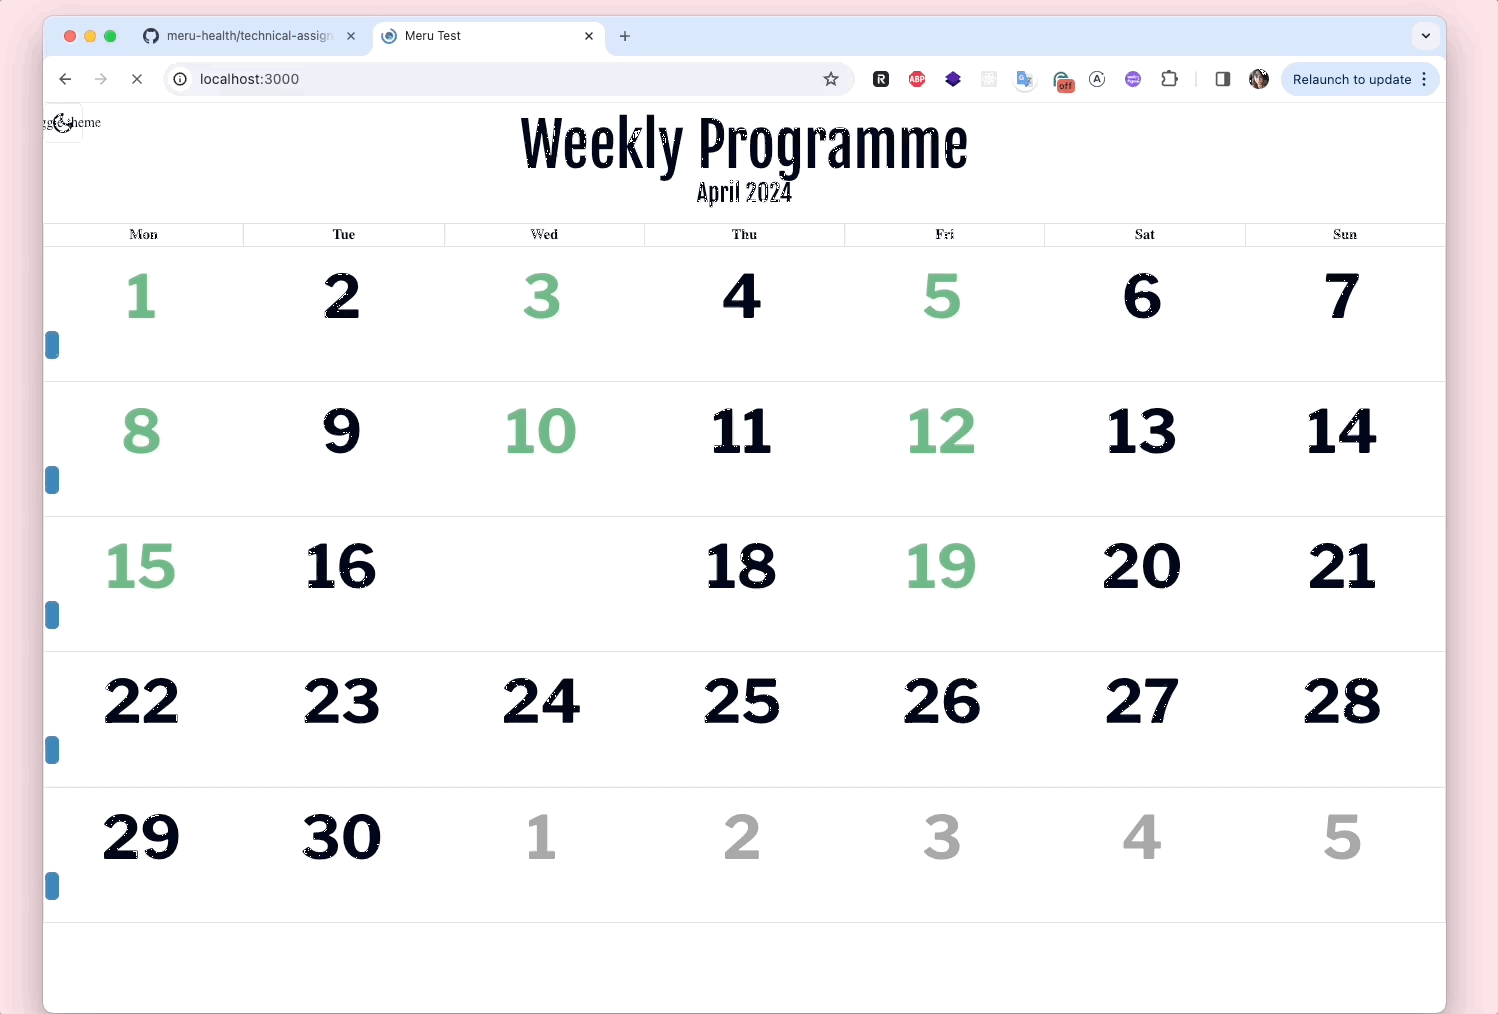 meru-health/technical-assign
Meru Test
localhost:3000
R
ABP
G
off
A
Relaunch to update
theme
Weekly Programme
April 2024
Mon Tue Wed Thu Fri Sat Sun
1 2 3 4 5 6 7
8 9 10 11 12 13 14
15 16 18 19 20 21
22 23 24 25 26 27 28
29 30 1 2 3 4 5